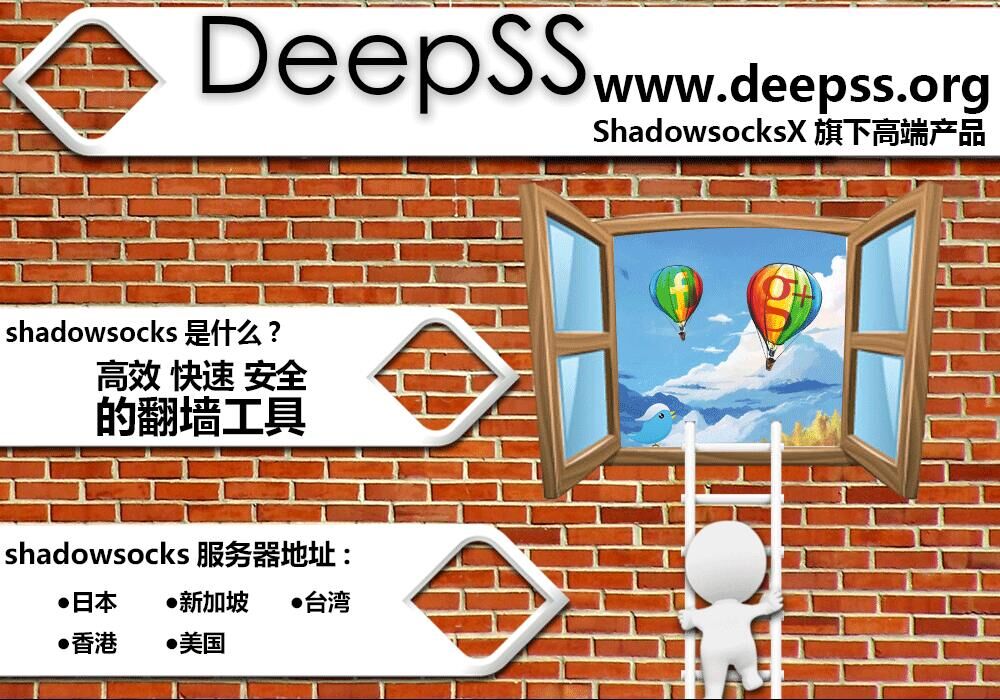 DeepSS
www.deepss.org
ShadowsocksX 旗下高端产品
f
g+
shadowsocks 是什么？
高效 快速 安全
的翻墙工具
shadowsocks 服务器地址：
●日本 ●新加坡 ●台湾
●香港 ●美国